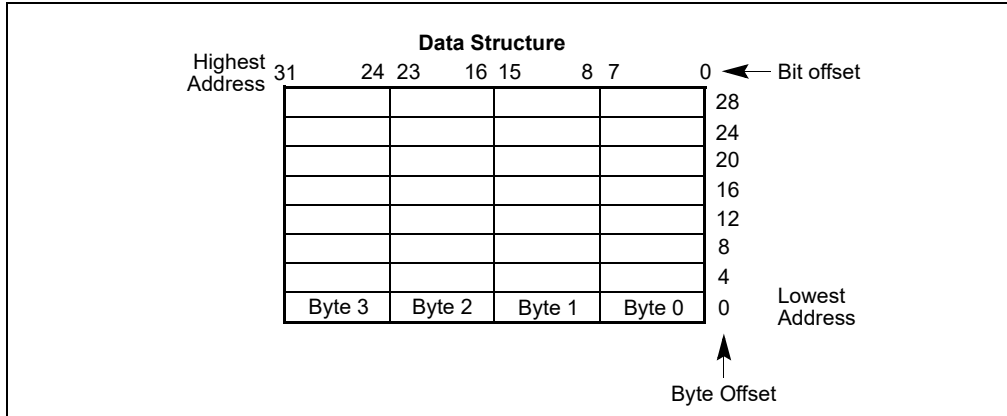 Data Structure
Highest
Address
31 24 23 16 15 8 7 0
Bit offset
28
24
20
16
12
8
4
Byte 3 Byte 2 Byte 1 Byte 0 0
Lowest
Address
Byte Offset